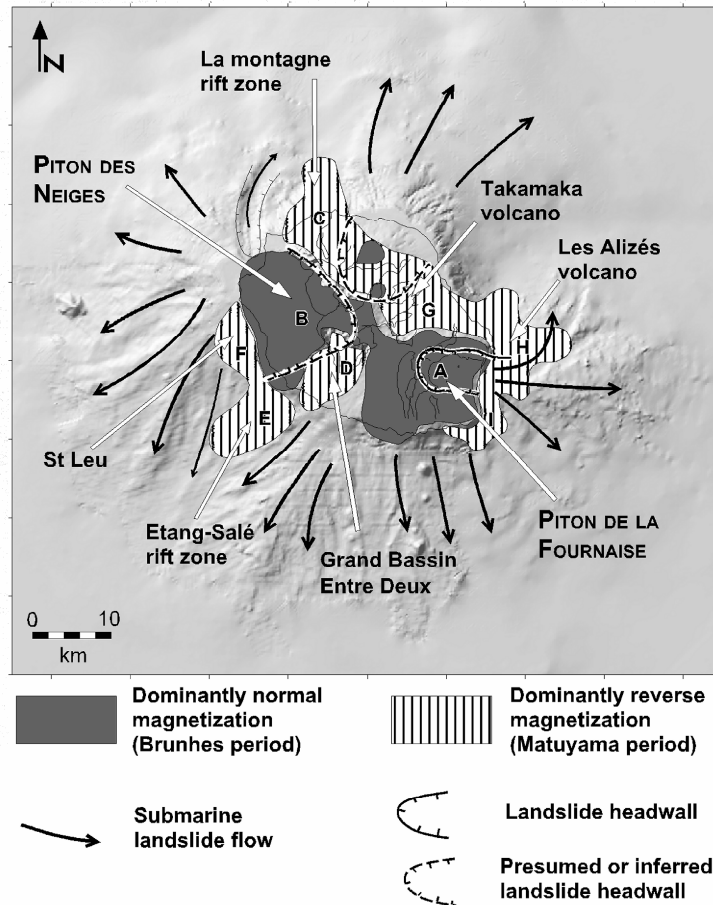 La montagne
rift zone
N
PITON DES
NEIGES
Takamaka
volcano
Les Alizés
volcano
C
G
B
H
F
D
A
E
I
St Leu
Etang-Salé
rift zone
Grand Bassin
Entre Deux
PITON DE LA
FOURNAISE
0 10
km
Dominantly normal
magnetization
(Brunhes period)
Dominantly reverse
magnetization
(Matuyama period)
Submarine
landslide flow
Landslide headwall
Presumed or inferred
landslide headwall